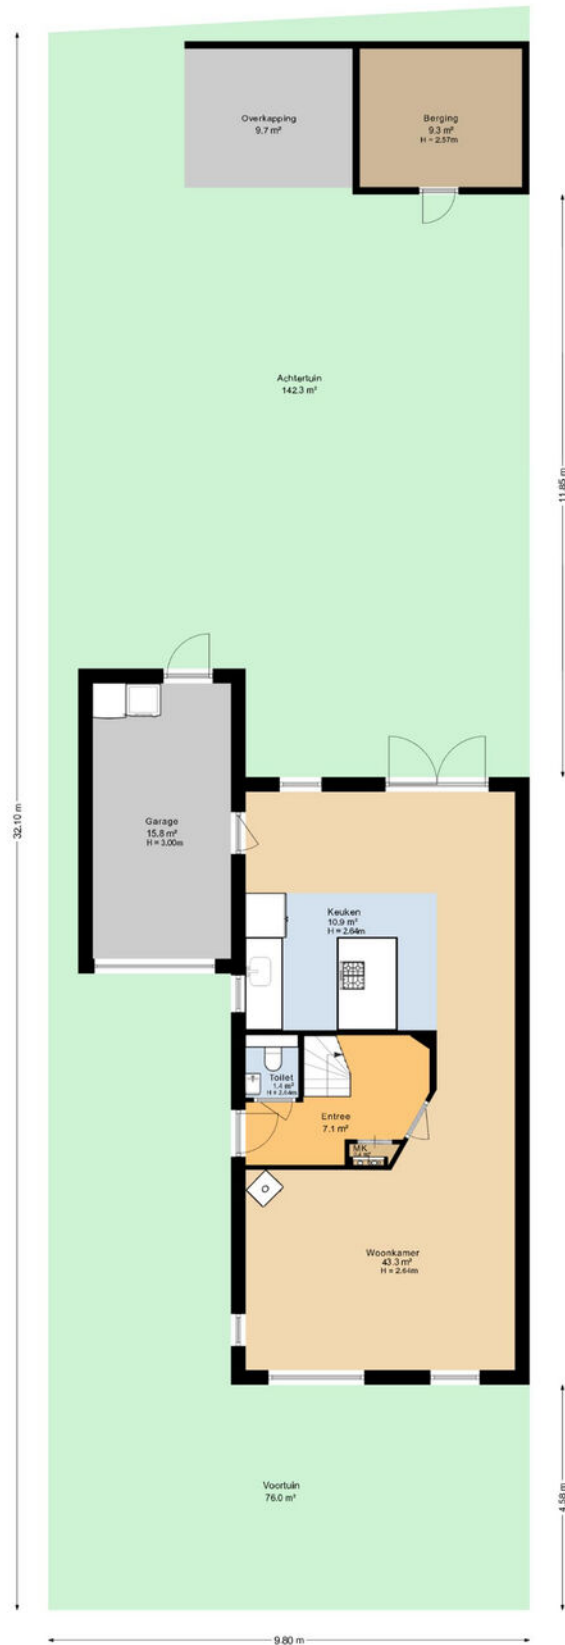 Overkapping
9.7 m²
Berging
9.3 m²
H = 2.57m
Achtertuin
142.3 m²
11.85 m
32.10 m
Garage
15.8 m²
H = 3.00m
Keuken
10.9 m²
H = 2.64m
Toilet
1.4 m²
H = 2.64m
Entree
7.1 m²
MK
Woonkamer
43.3 m²
H = 2.64m
Voortuin
76.0 m²
4.58 m
9.80 m